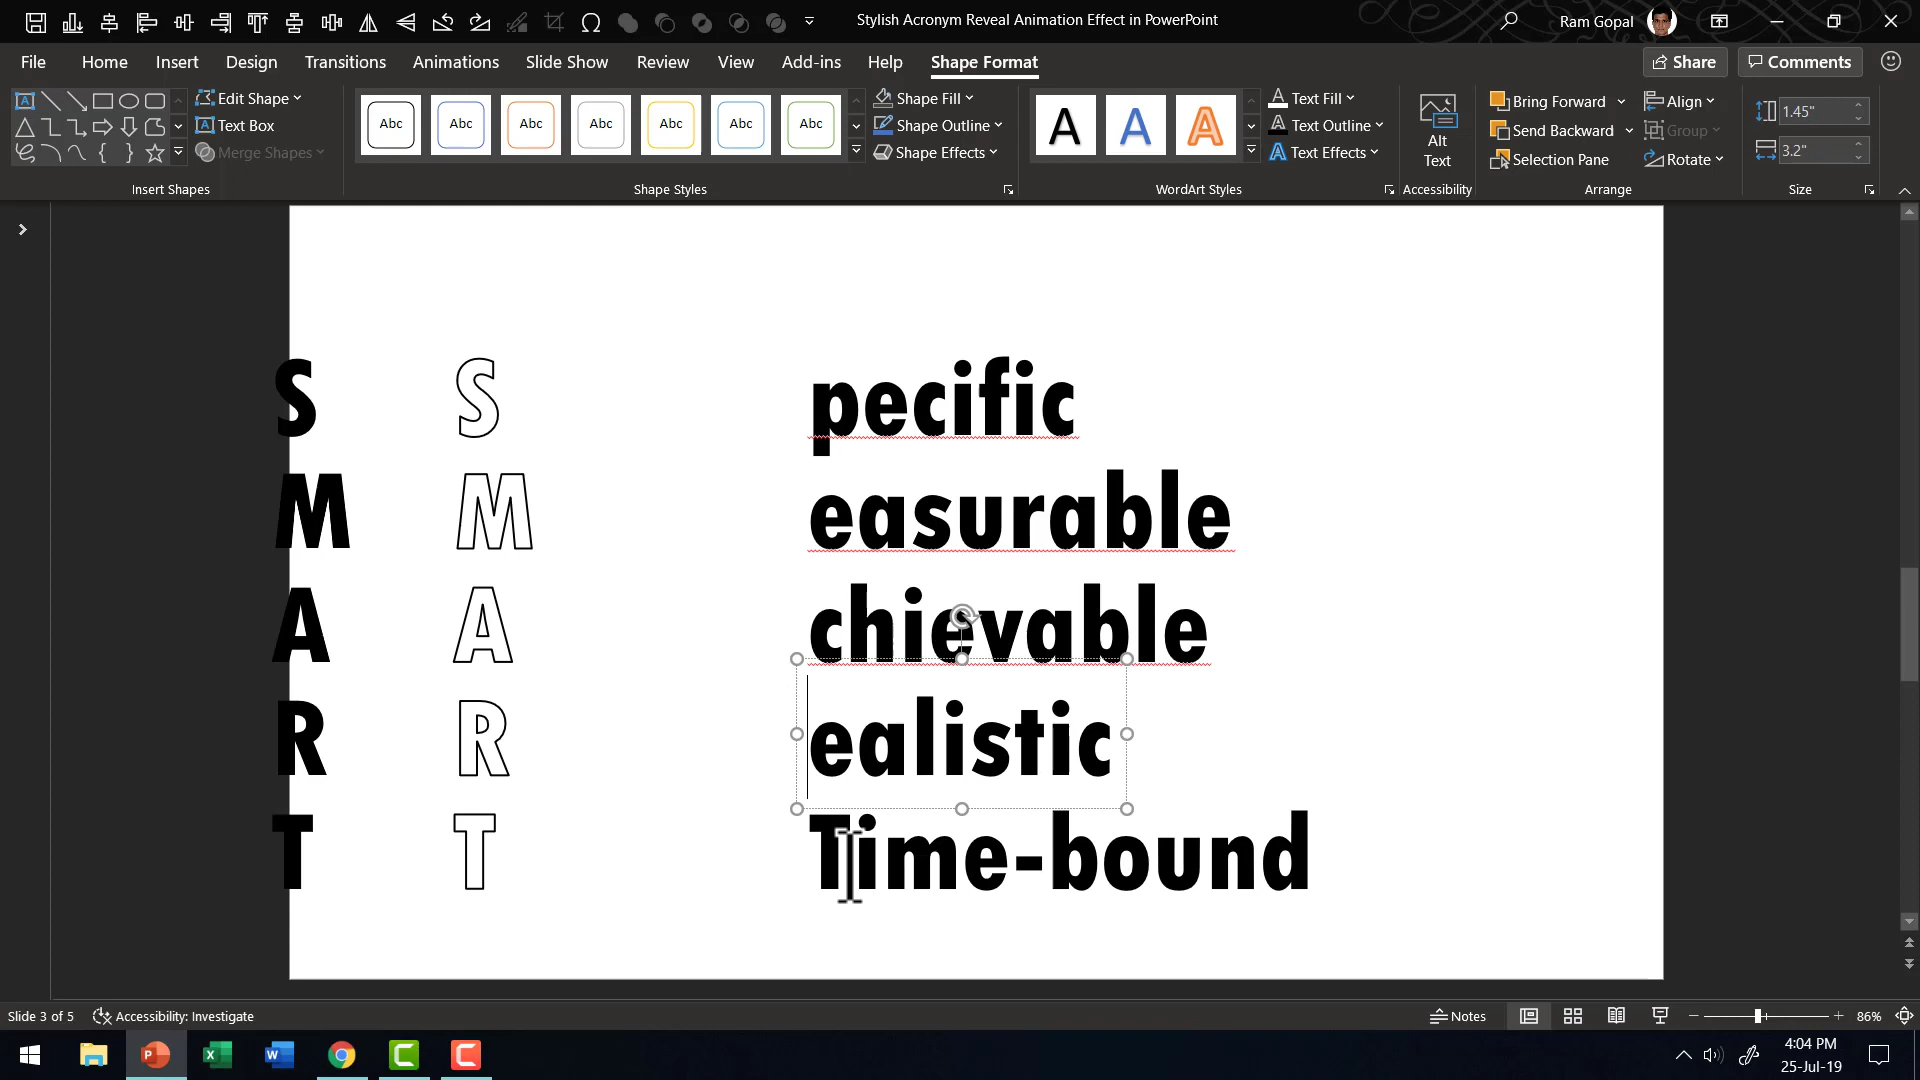 Stylish Acronym Reveal Animation Effect in PowerPoint
Ram Gopal
File Home Insert Design Transitions Animations Slide Show Review View Add-ins Help Shape Format
Share Comments
Edit Shape
Text Box
Merge Shapes
Insert Shapes
Abc Abc Abc Abc Abc Abc Abc
Shape Styles
Shape Fill
Shape Outline
Shape Effects
A A A
WordArt Styles
Text Fill
Text Outline
Text Effects
Alt
Text
Accessibility
Bring Forward
Send Backward
Selection Pane
Align
Group
Rotate
Arrange
1.45"
3.2"
Size
S S pecific
M M easurable
A A chievable
R R ealistic
T T Time-bound
Slide 3 of 5 Accessibility: Investigate Notes 86%
4:04 PM
25-Jul-19